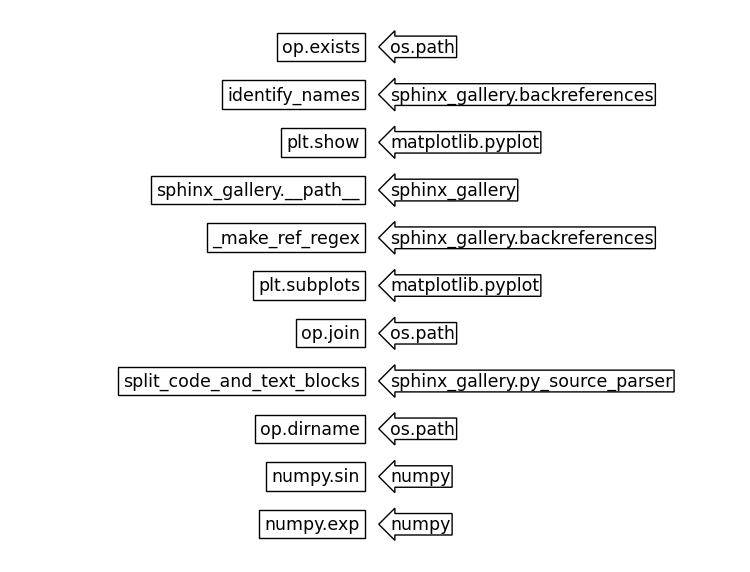 op.exists os.path
identify_names sphinx_gallery.backreferences
plt.show matplotlib.pyplot
sphinx_gallery.__path__ sphinx_gallery
_make_ref_regex sphinx_gallery.backreferences
plt.subplots matplotlib.pyplot
op.join os.path
split_code_and_text_blocks sphinx_gallery.py_source_parser
op.dirname os.path
numpy.sin numpy
numpy.exp numpy